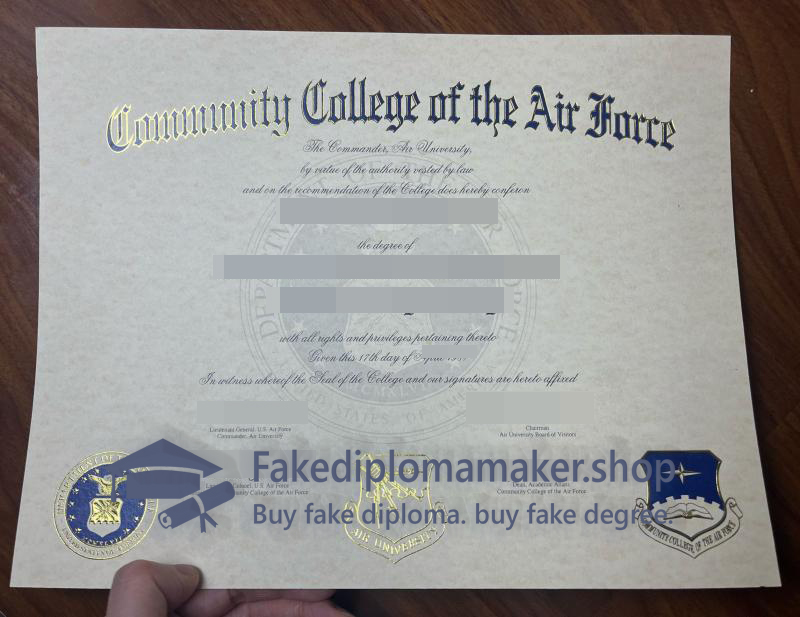 Community College of the Air Force
The Commander, Air University,
by virtue of the authority vested by law
and on the recommendation of the College does hereby confer on
the degree of
with all rights and privileges pertaining thereto
Given this 17th day of
In witness whereof the Seal of the College and our signatures are hereto affixed
Lieutenant General, U.S. Air Force
Commander, Air University
Chairman
Air University Board of Visitors
Colonel, U.S. Air Force
Community College of the Air Force
Dean, Academic Affairs
Community College of the Air Force
Fakediplomamaker.shop
Buy fake diploma. buy fake degree.
AIR UNIVERSITY
COMMUNITY COLLEGE OF THE AIR FORCE